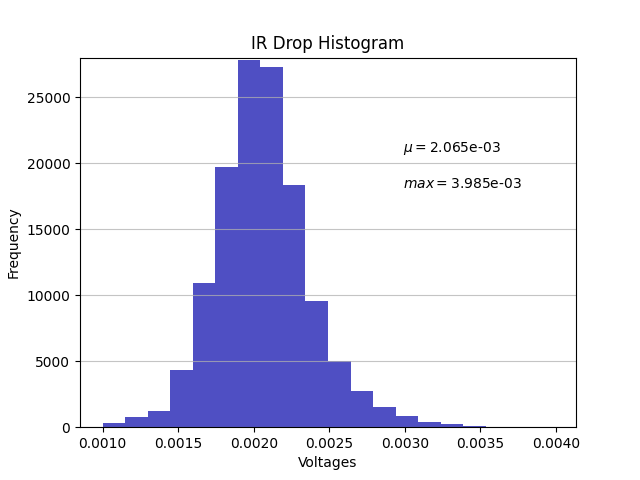 IR Drop Histogram
25000
20000
15000
10000
5000
0
Frequency
μ = 2.065e-03
max = 3.985e-03
0.0010 0.0015 0.0020 0.0025 0.0030 0.0035 0.0040
Voltages